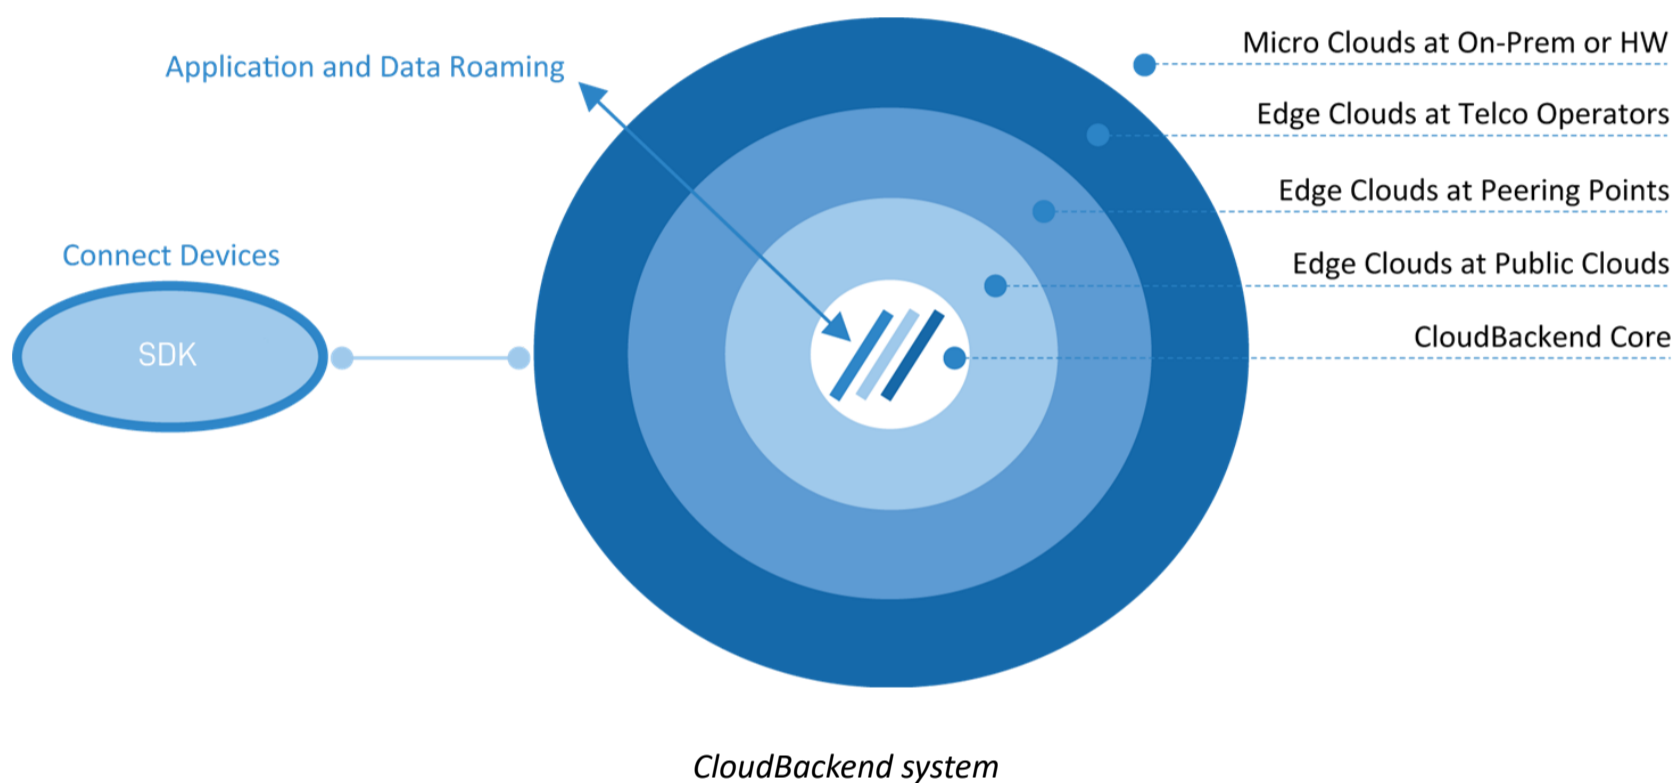 Application and Data Roaming
Connect Devices
SDK
Micro Clouds at On-Prem or HW
Edge Clouds at Telco Operators
Edge Clouds at Peering Points
Edge Clouds at Public Clouds
CloudBackend Core
CloudBackend system